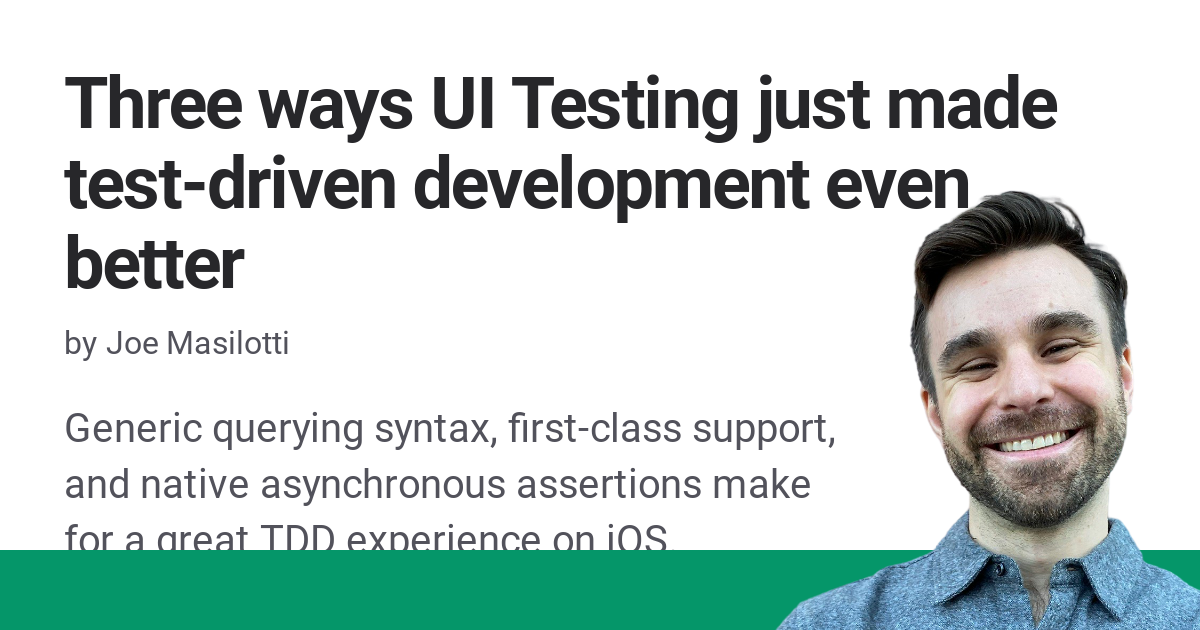 Three ways UI Testing just made
test-driven development even
better
by Joe Masilotti
Generic querying syntax, first-class support,
and native asynchronous assertions make
for a great TDD experience on iOS.